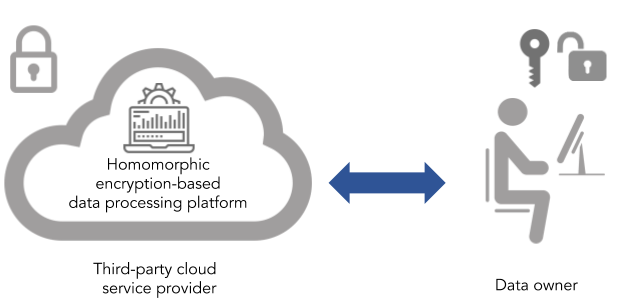 Homomorphic
encryption-based
data processing platform
Third-party cloud
service provider
Data owner